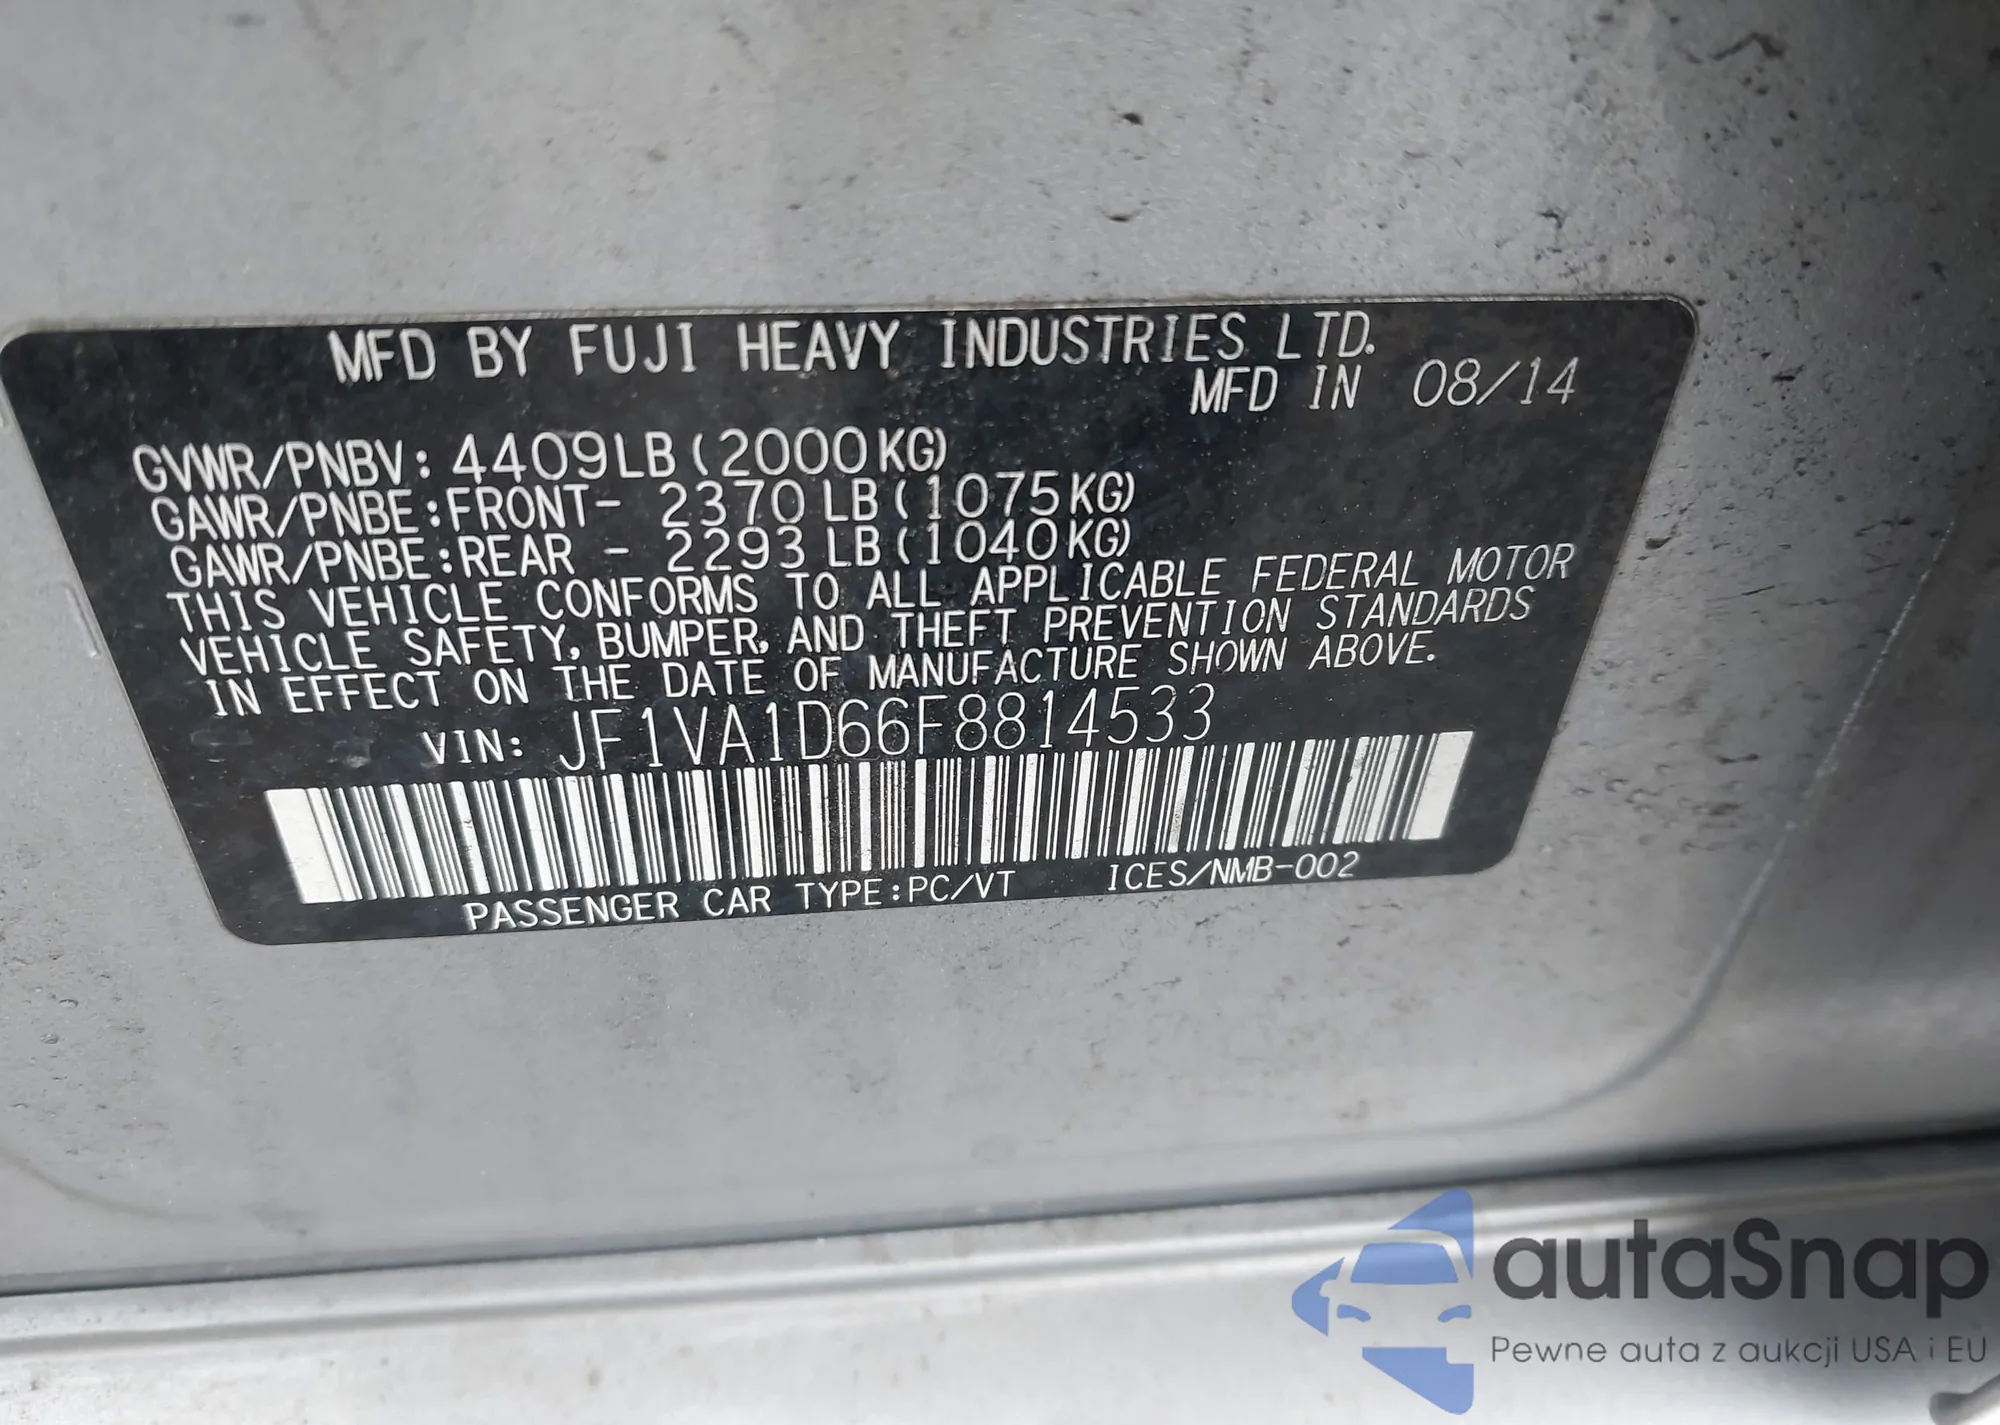 MFD BY FUJI HEAVY INDUSTRIES LTD.
MFD IN 08/14
GVWR/PNBV: 4409LB(2000KG)
GAWR/PNBE:FRONT- 2370 LB(1075KG)
GAWR/PNBE:REAR - 2293 LB(1040KG)
THIS VEHICLE CONFORMS TO ALL APPLICABLE FEDERAL MOTOR
VEHICLE SAFETY, BUMPER, AND THEFT PREVENTION STANDARDS
IN EFFECT ON THE DATE OF MANUFACTURE SHOWN ABOVE.
VIN: JF1VA1D66F8814533
PASSENGER CAR TYPE:PC/VT ICES/NMB-002
autaSnap
Pewne auta z aukcji USA i EU